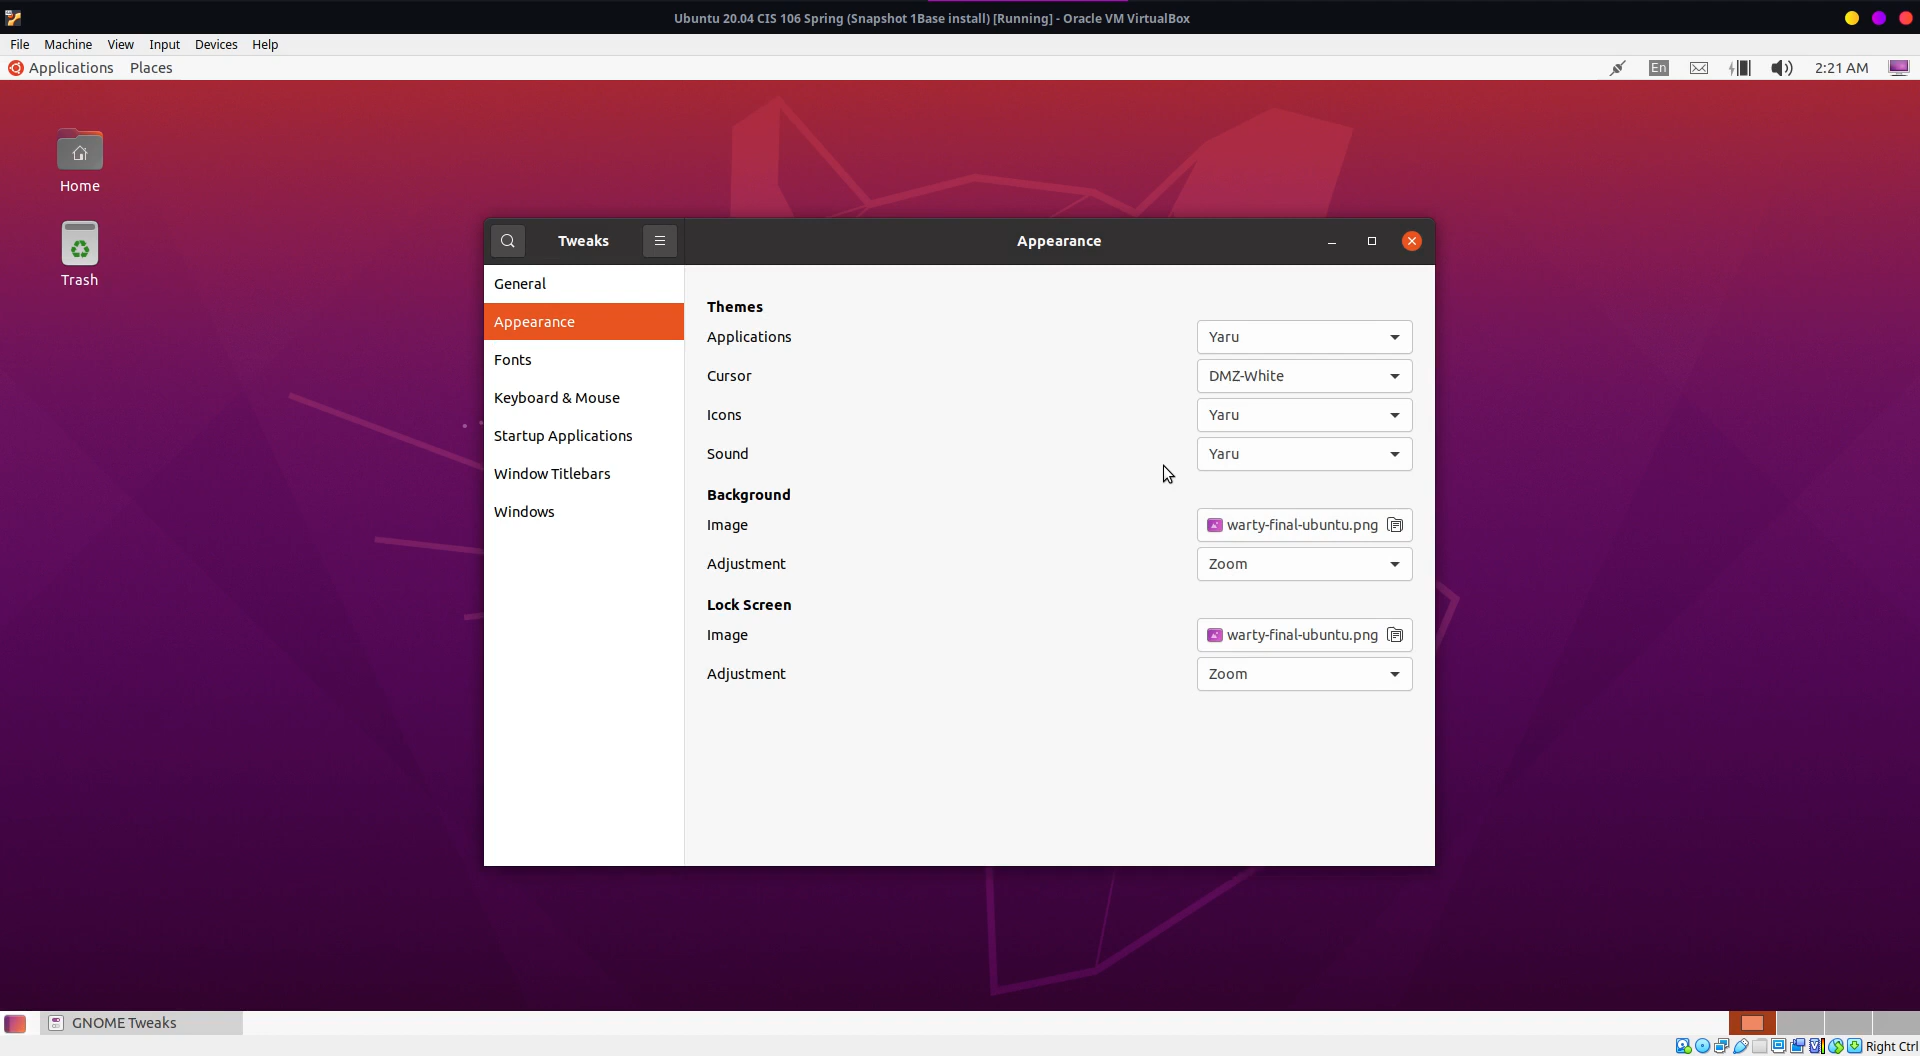 Ubuntu 20.04 CIS 106 Spring (Snapshot 1Base install) [Running] - Oracle VM VirtualBox
File Machine View Input Devices Help
Applications Places En 2:21 AM
Home
Trash
Tweaks Appearance
General
Appearance
Fonts
Keyboard & Mouse
Startup Applications
Window Titlebars
Windows
Themes
Applications Yaru
Cursor DMZ-White
Icons Yaru
Sound Yaru
Background
Image warty-final-ubuntu.png
Adjustment Zoom
Lock Screen
Image warty-final-ubuntu.png
Adjustment Zoom
GNOME Tweaks
Right Ctrl